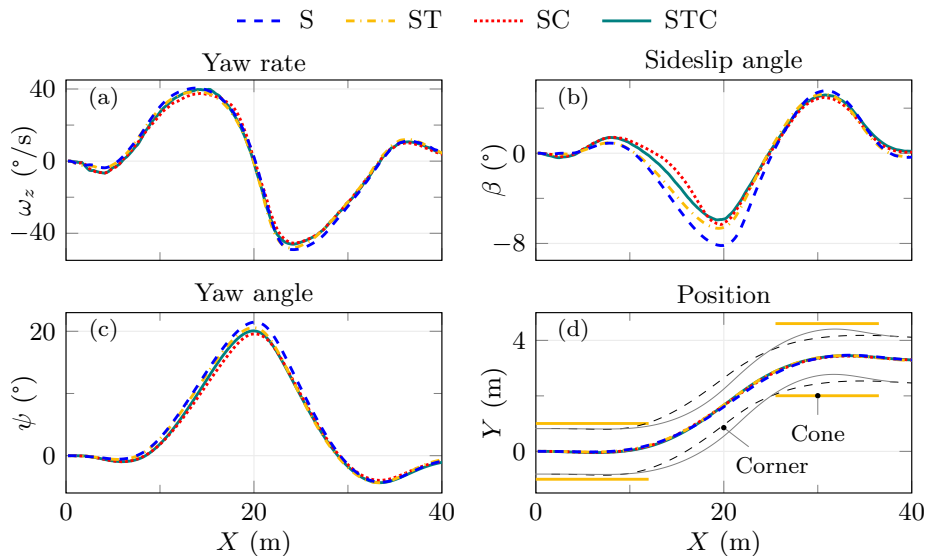 S ST SC STC
Yaw rate
(a)
40
0
−40
ω_z (°/s)
Sideslip angle
(b)
0
−8
β (°)
Yaw angle
(c)
20
0
ψ (°)
0 20 40
X (m)
Position
(d)
4
2
0
Y (m)
Cone
Corner
0 20 40
X (m)